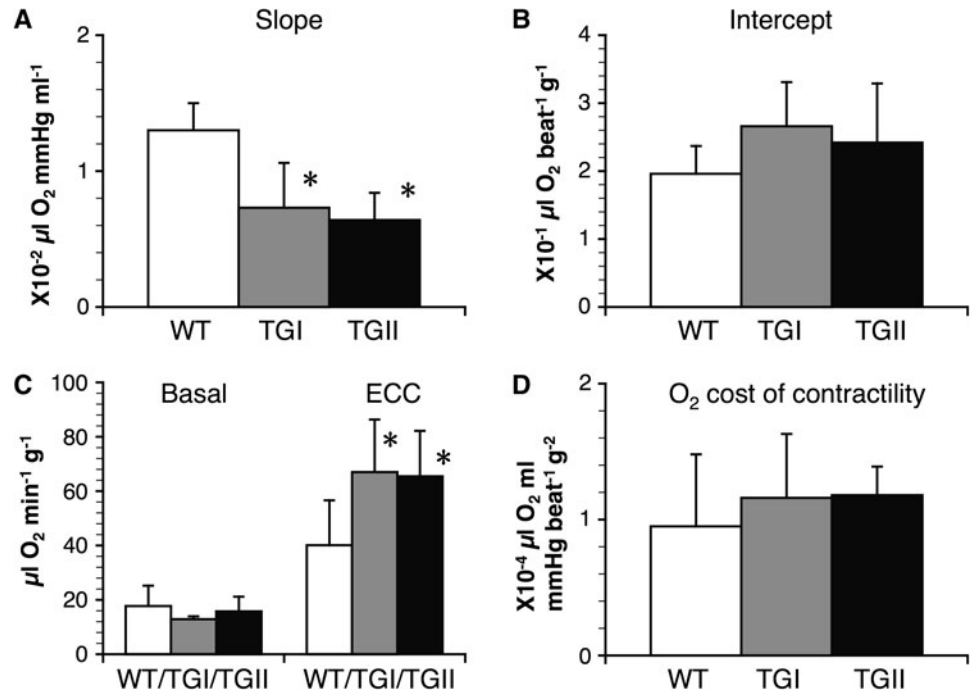 A
Slope
X10⁻² µl O₂ mmHg ml⁻¹
2
1
0
WT TGI TGII
*
*
B
Intercept
X10⁻¹ µl O₂ beat⁻¹ g⁻¹
4
3
2
1
0
WT TGI TGII
C
Basal ECC
µl O₂ min⁻¹ g⁻¹
100
80
60
40
20
0
*
*
WT/TGI/TGII WT/TGI/TGII
D
O₂ cost of contractility
X10⁻⁴ µl O₂ ml
mmHg beat⁻¹ g⁻²
2
1
0
WT TGI TGII